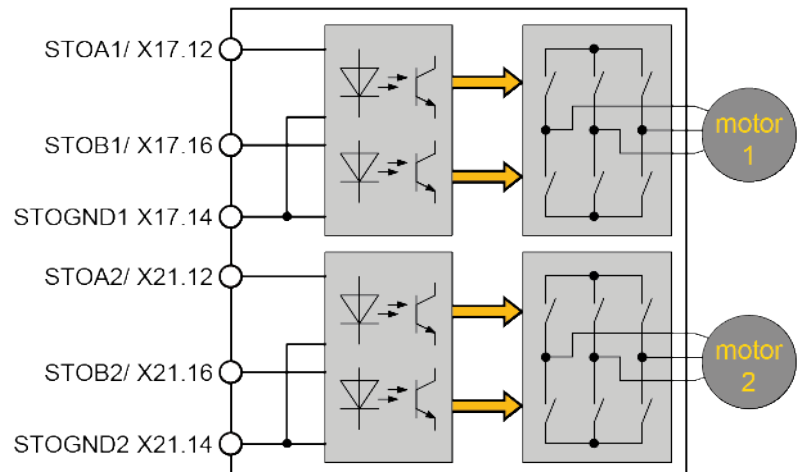 STOA1/ X17.12
STOB1/ X17.16
STOGND1 X17.14
motor
1
STOA2/ X21.12
STOB2/ X21.16
STOGND2 X21.14
motor
2